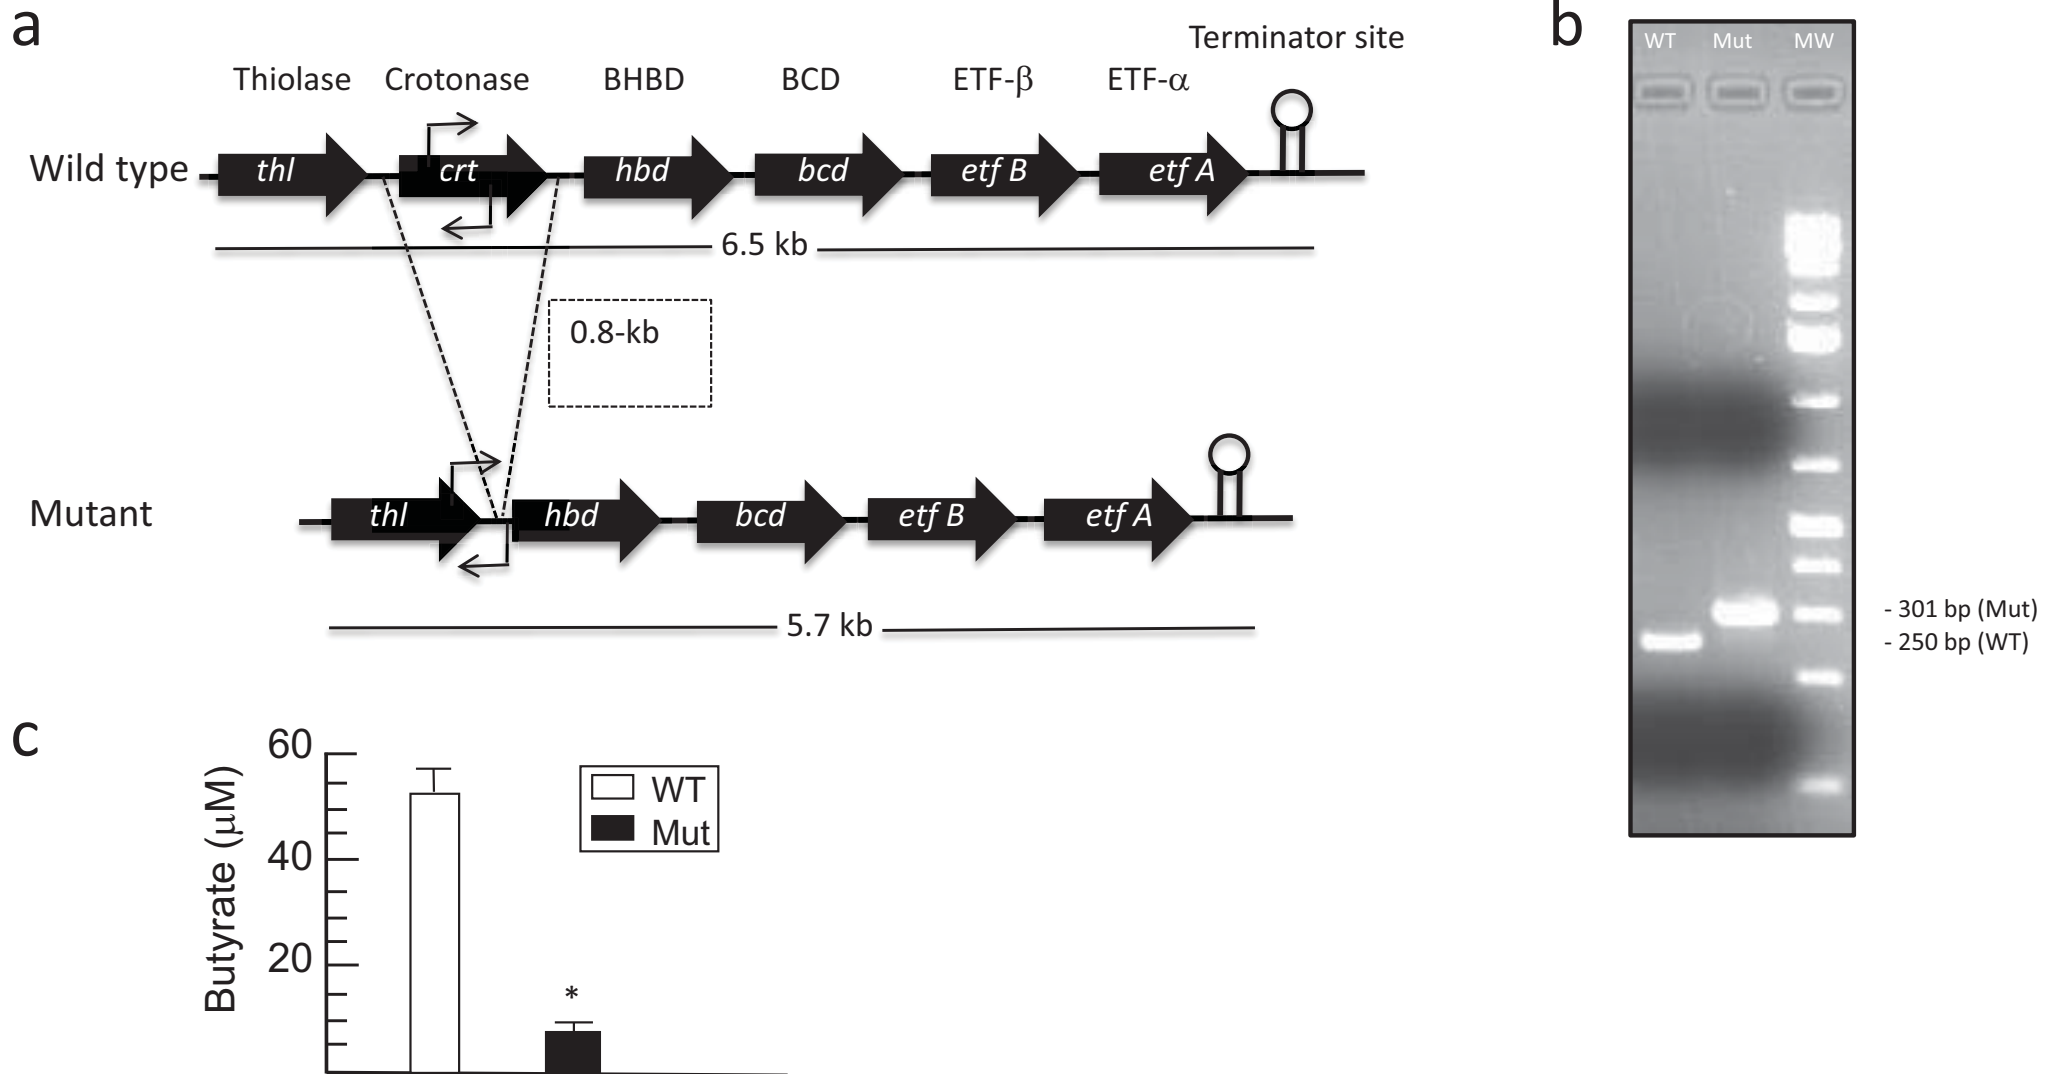 a
Terminator site
Thiolase Crotonase BHBD BCD ETF-β ETF-α
Wild type thl crt hbd bcd etf B etf A
6.5 kb
0.8-kb
Mutant thl hbd bcd etf B etf A
5.7 kb
b
WT Mut MW
- 301 bp (Mut)
- 250 bp (WT)
c
Butyrate (μM)
60
40
20
WT
Mut
*